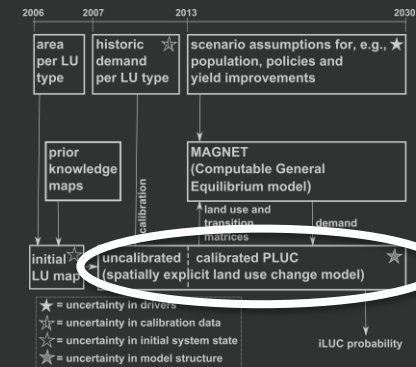 2006 2007 2013 2030
area
per LU
type
historic
demand
per LU type
scenario assumptions for, e.g.,
population, policies and
yield improvements
prior
knowledge
maps
calibration
MAGNET
(Computable General
Equilibrium model)
land use and
transition
matrices
demand
initial
LU map
uncalibrated calibrated PLUC
(spatially explicit land use change model)
= uncertainty in drivers
= uncertainty in calibration data
= uncertainty in initial system state
= uncertainty in model structure
iLUC probability